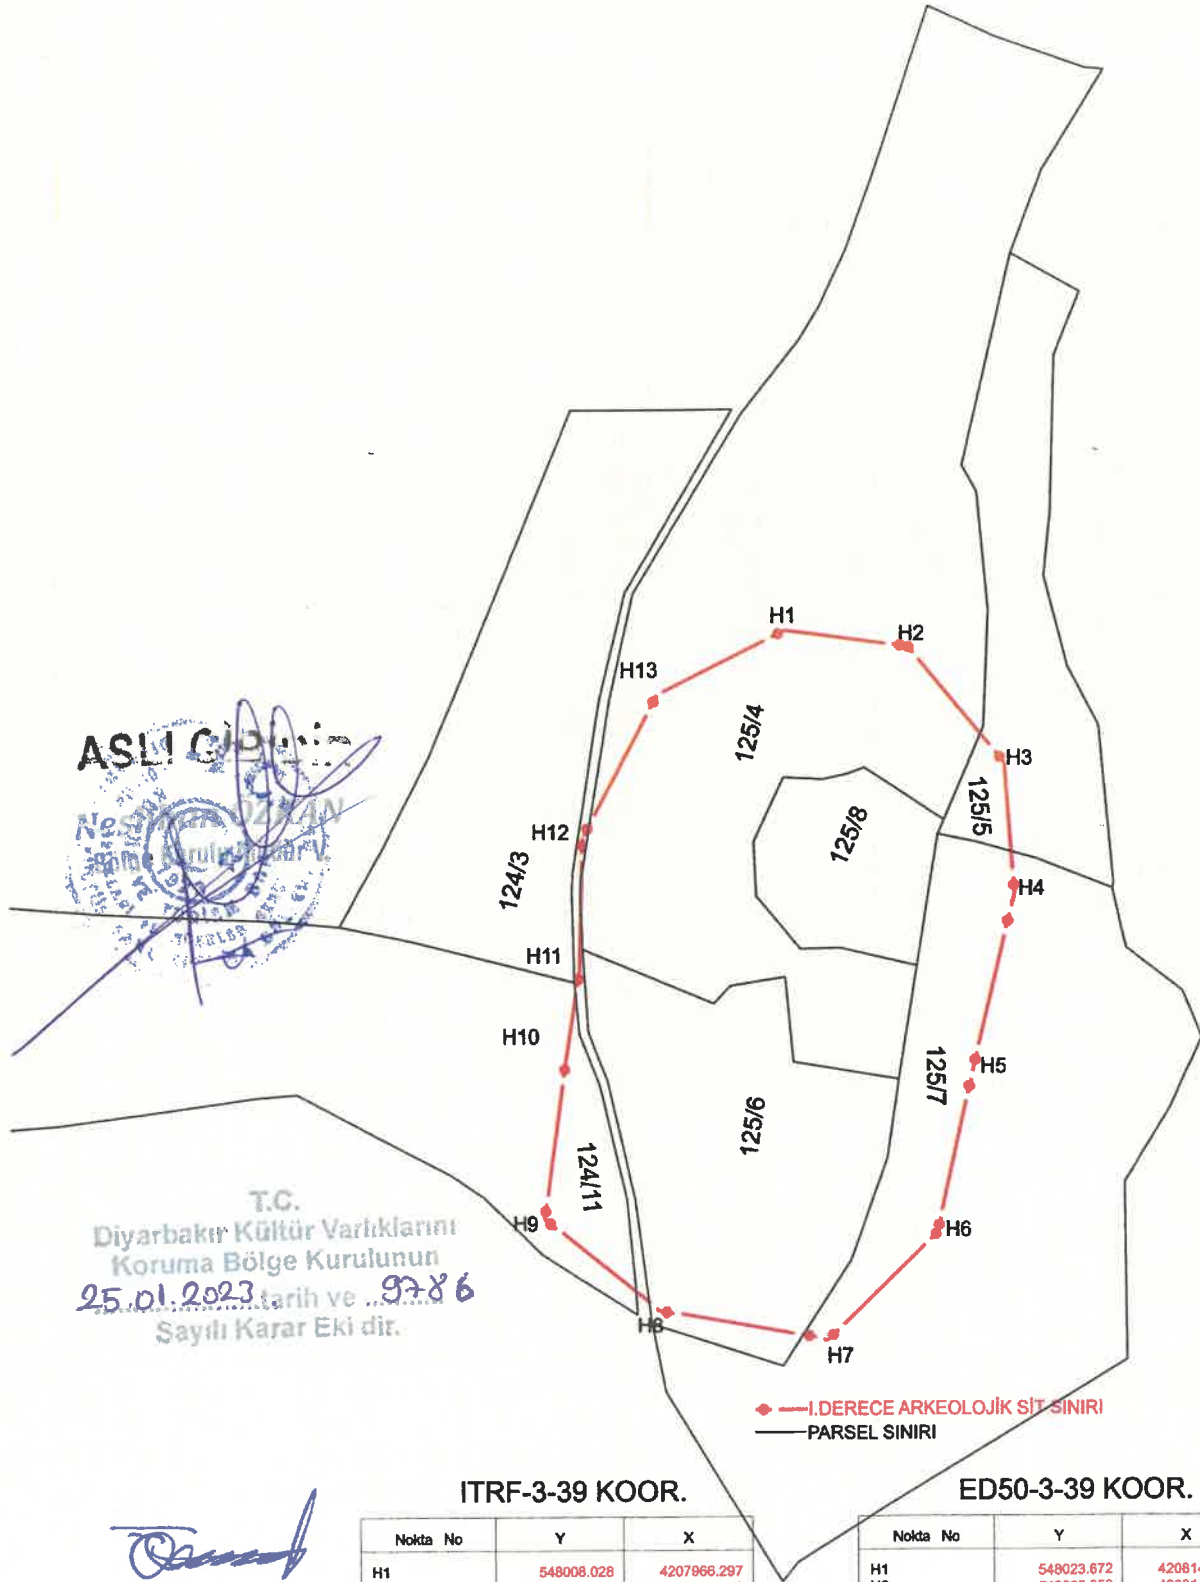 H1
H2
H13
125/4
H3
125/5
ASLI GİBİDİR
125/8
H12
124/3
H4
H11
H10
H5
125/7
125/6
124/11
T.C.
Diyarbakır Kültür Varlıklarını
Koruma Bölge Kurulunun
25.01.2023 tarih ve 9786
Sayılı Karar Eki dir.
H9
H6
H8
H7
I.DERECE ARKEOLOJİK SİT SINIRI
PARSEL SINIRI
ITRF-3-39 KOOR.
Nokta No Y X
H1 548008.028 4207966.297
ED50-3-39 KOOR.
Nokta No Y X
H1 548023.672